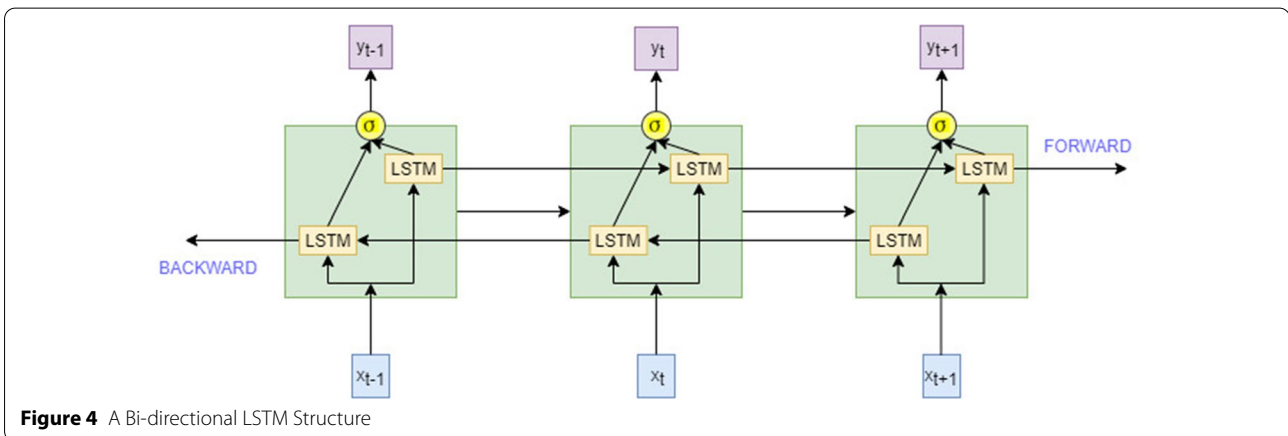 yt-1 yt yt+1
σ σ σ
FORWARD
LSTM LSTM LSTM
LSTM LSTM LSTM
BACKWARD
xt-1 xt xt+1
Figure 4 A Bi-directional LSTM Structure